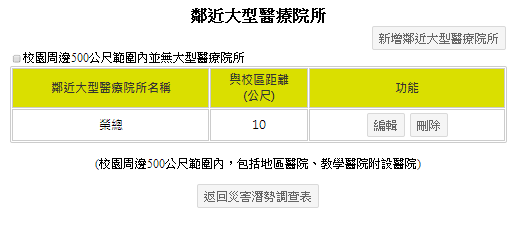 鄰近大型醫療院所
新增鄰近大型醫療院所
校園周邊500公尺範圍內並無大型醫療院所
鄰近大型醫療院所名稱 與校區距離(公尺) 功能
榮總 10 編輯 刪除
(校園周邊500公尺範圍內，包括地區醫院、教學醫院附設醫院)
返回災害潛勢調查表